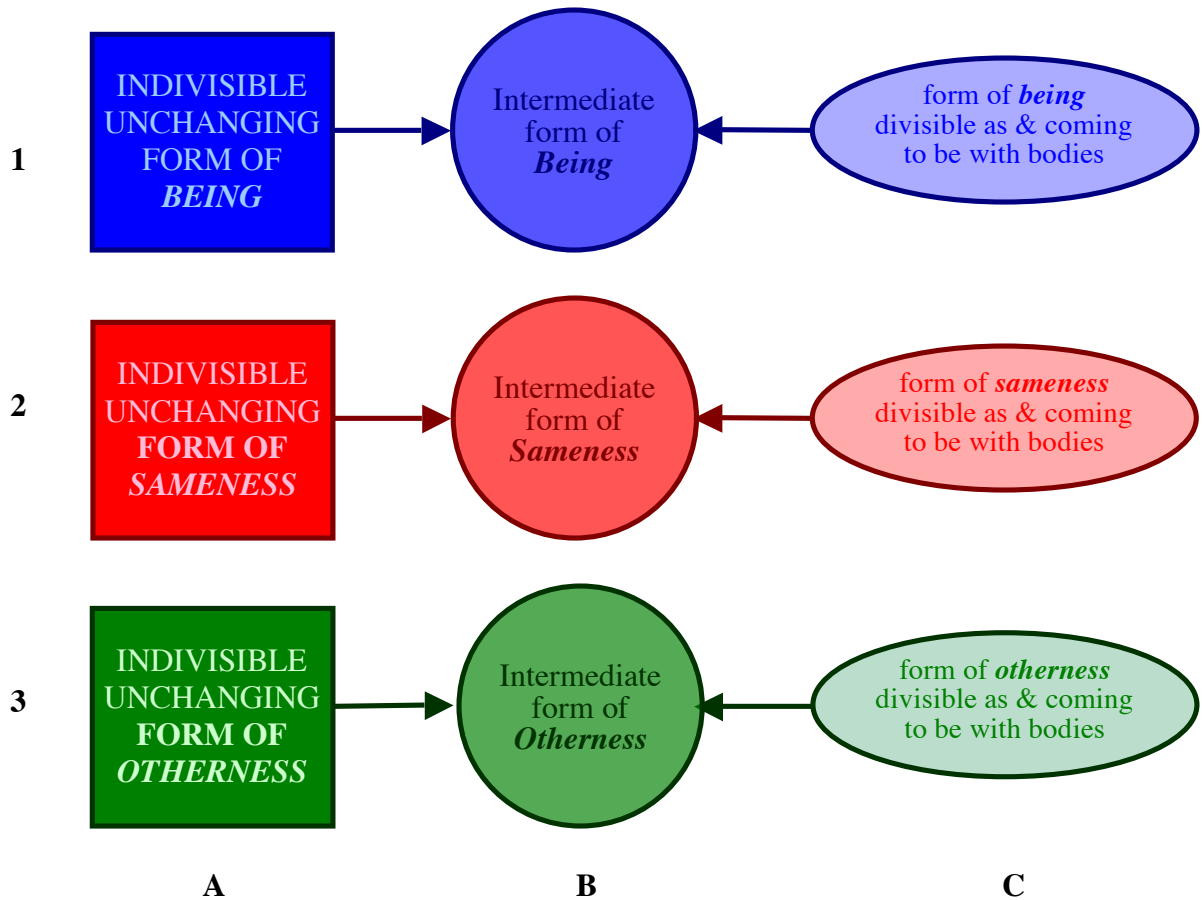 INDIVISIBLE
UNCHANGING
FORM OF
BEING
Intermediate
form of
Being
form of being
divisible as & coming
to be with bodies
1
INDIVISIBLE
UNCHANGING
FORM OF
SAMENESS
Intermediate
form of
Sameness
form of sameness
divisible as & coming
to be with bodies
2
INDIVISIBLE
UNCHANGING
FORM OF
OTHERNESS
Intermediate
form of
Otherness
form of otherness
divisible as & coming
to be with bodies
3
A
B
C